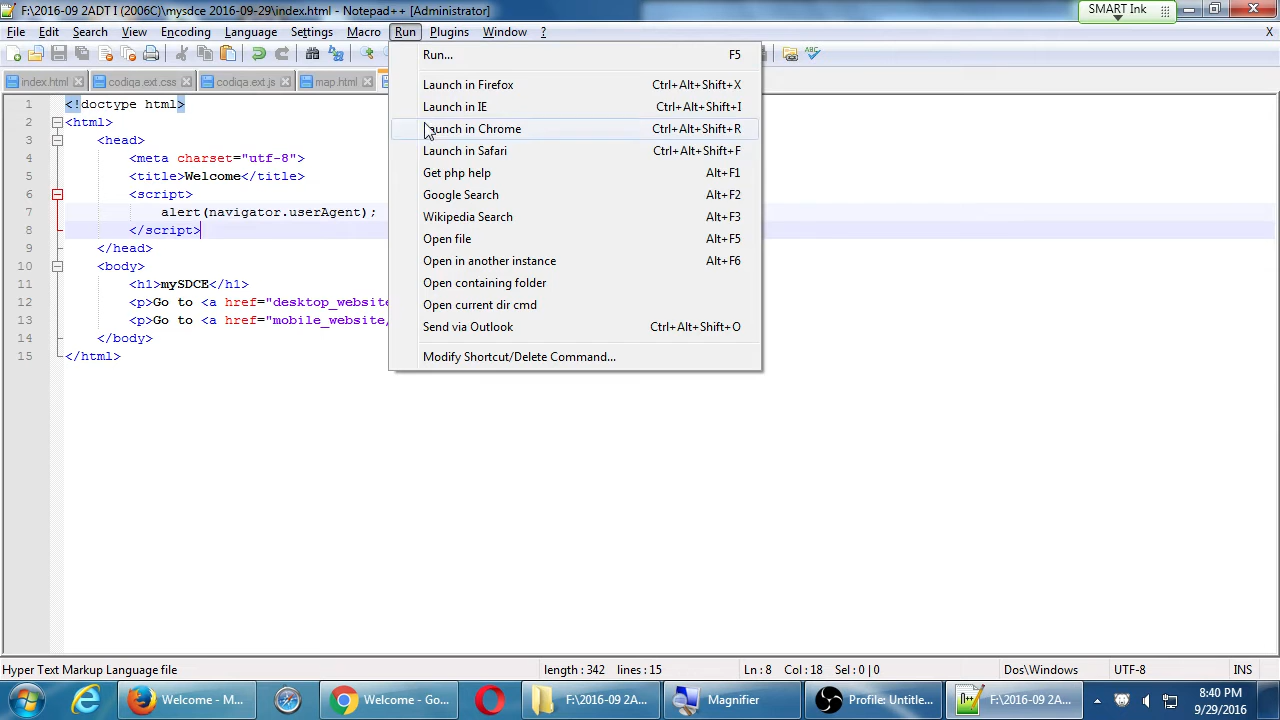 F:\2016-09 2ADT I (2006C)\mysdce 2016-09-29\index.html - Notepad++ [Administrator]
SMART Ink
File Edit Search View Encoding Language Settings Macro Run Plugins Window ? X
index.html codiqa.ext.css codiqa.ext.js map.html
Run... F5
Launch in Firefox Ctrl+Alt+Shift+X
Launch in IE Ctrl+Alt+Shift+I
Launch in Chrome Ctrl+Alt+Shift+R
Launch in Safari Ctrl+Alt+Shift+F
Get php help Alt+F1
Google Search Alt+F2
Wikipedia Search Alt+F3
Open file Alt+F5
Open in another instance Alt+F6
Open containing folder
Open current dir cmd
Send via Outlook Ctrl+Alt+Shift+O
Modify Shortcut/Delete Command...
1 <!doctype html>
2 <html>
3 <head>
4 <meta charset="utf-8">
5 <title>Welcome</title>
6 <script>
7 alert(navigator.userAgent);
8 </script>
9 </head>
10 <body>
11 <h1>mySDCE</h1>
12 <p>Go to <a href="desktop_website
13 <p>Go to <a href="mobile_website/
14 </body>
15 </html>
Hyper Text Markup Language file length : 342 lines : 15 Ln : 8 Col : 18 Sel : 0 | 0 Dos\Windows UTF-8 INS
Welcome - M... Welcome - Go... F:\2016-09 2A... Magnifier Profile: Untitle... F:\2016-09 2A... 8:40 PM
9/29/2016